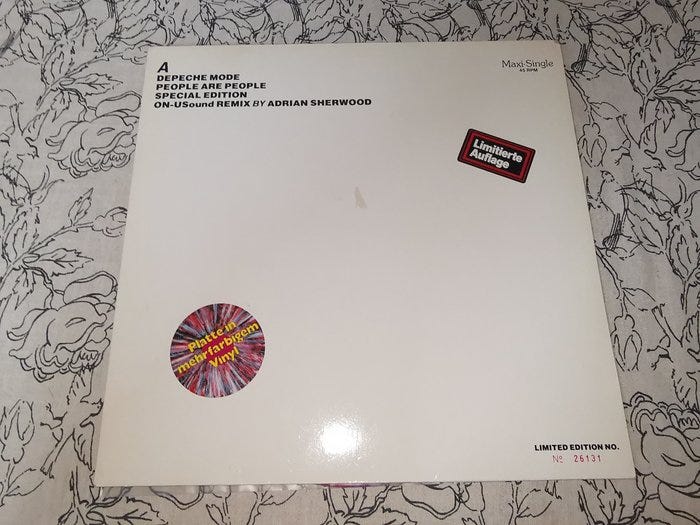 A
DEPECHE MODE
PEOPLE ARE PEOPLE
SPECIAL EDITION
ON-USound REMIX BY ADRIAN SHERWOOD
Maxi-Single
45 RPM
Limitierte
Auflage
Platte in
mehrfarbigem
Vinyl
LIMITED EDITION NO.
Nº 26131